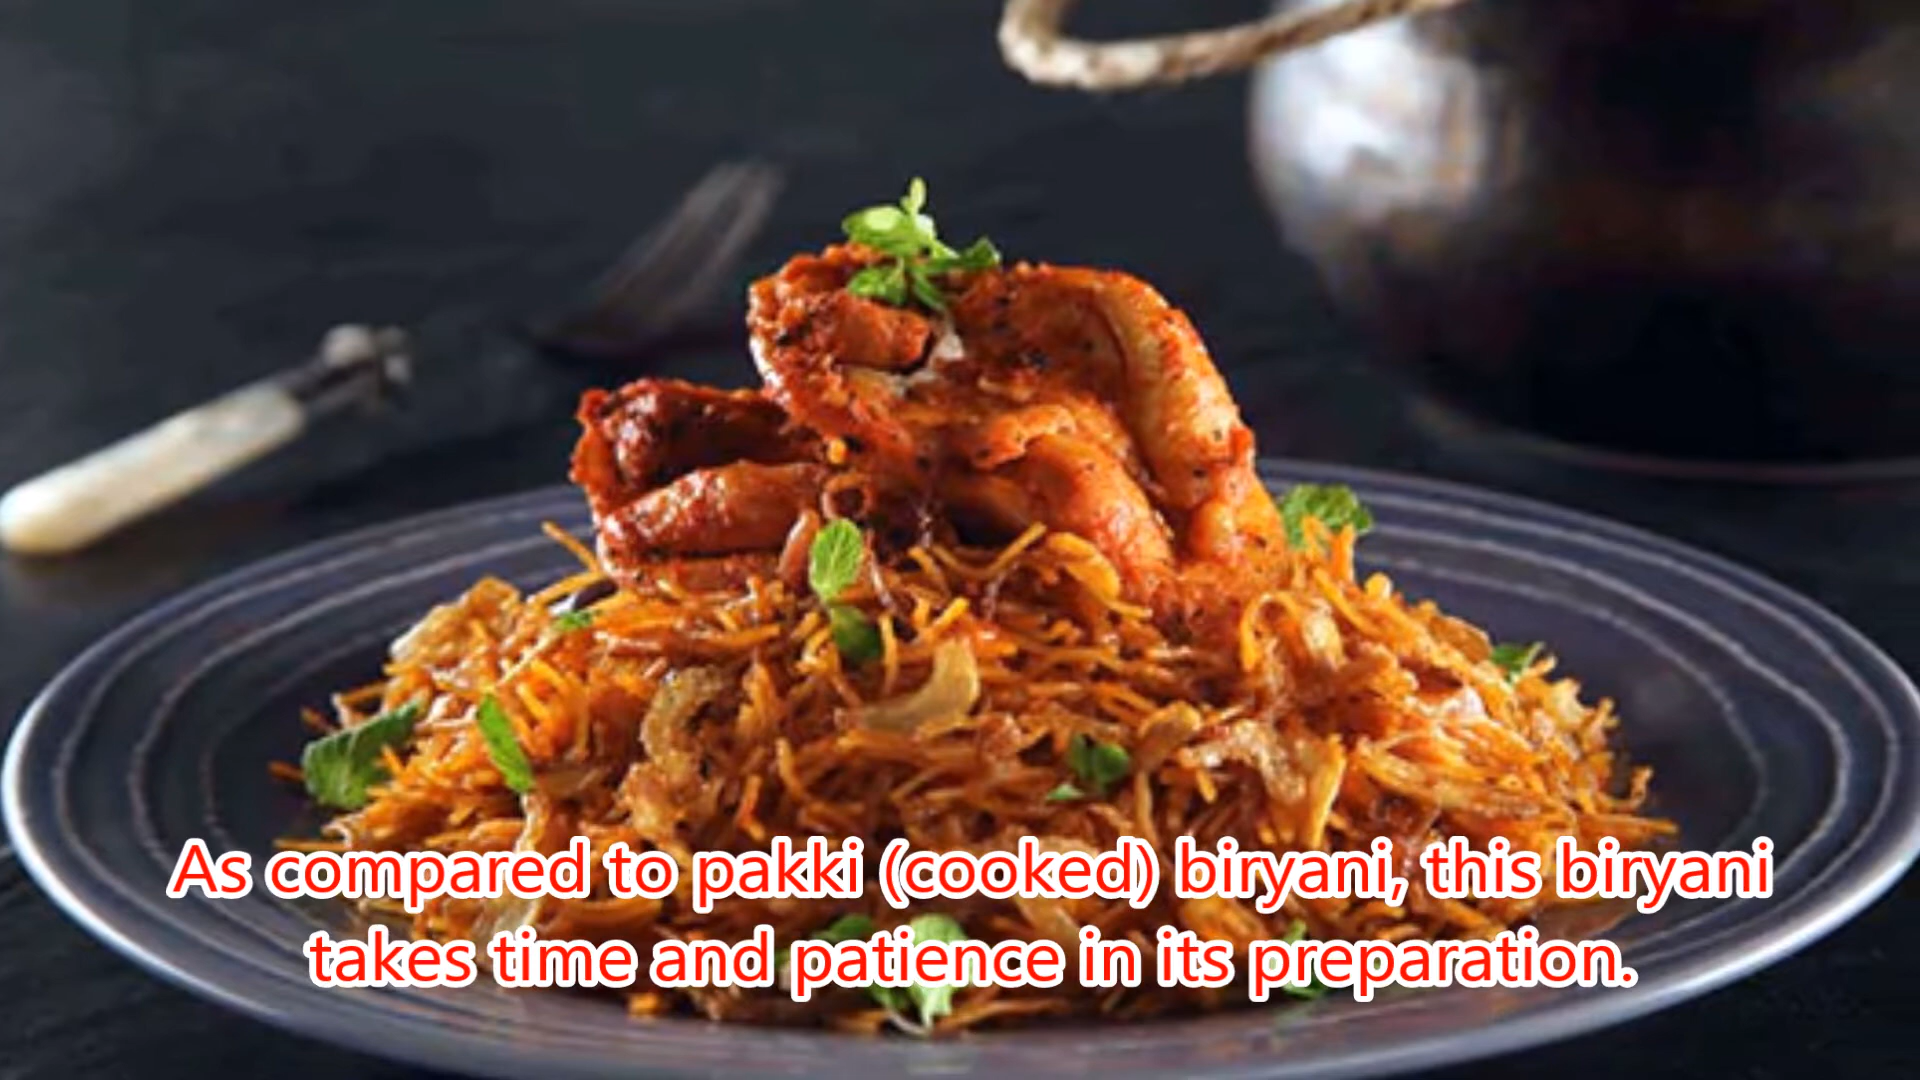 As compared to pakki (cooked) biryani, this biryani
takes time and patience in its preparation.